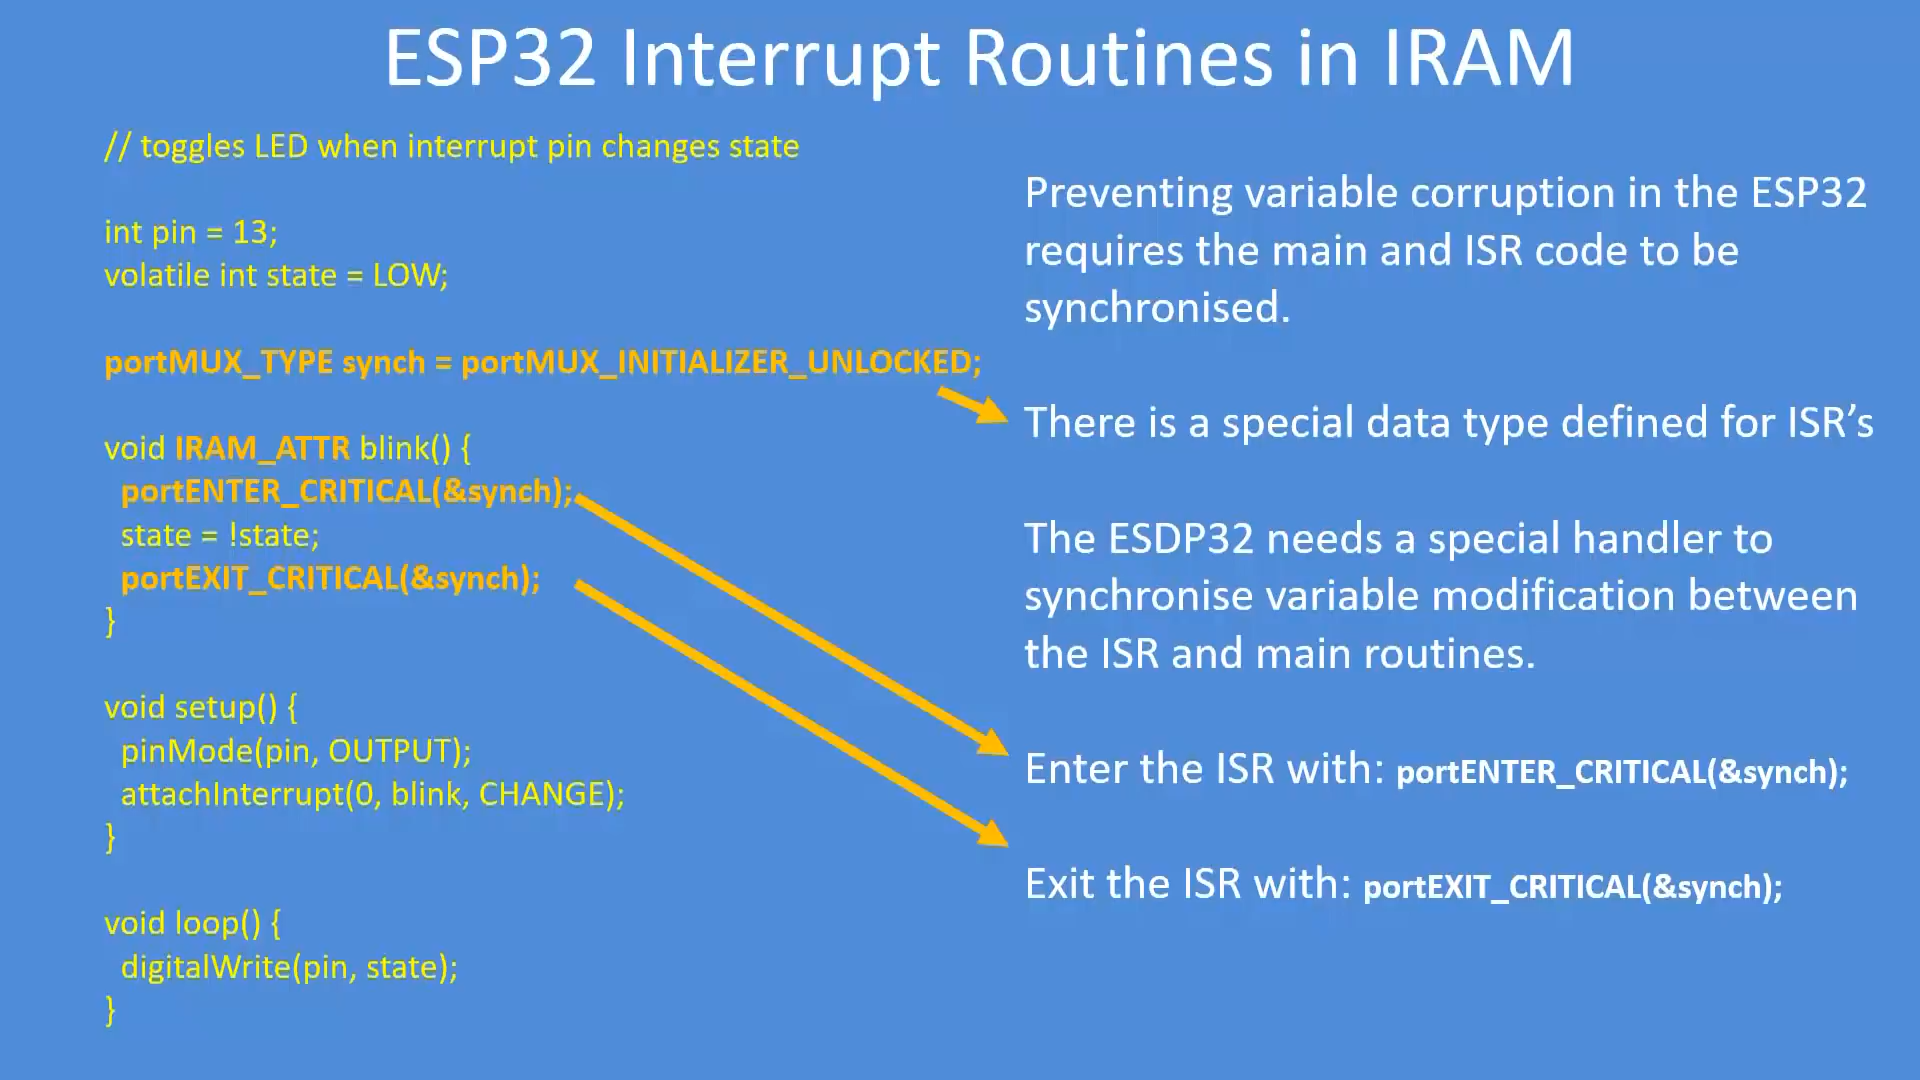 ESP32 Interrupt Routines in IRAM
// toggles LED when interrupt pin changes state
int pin = 13;
volatile int state = LOW;
portMUX_TYPE synch = portMUX_INITIALIZER_UNLOCKED;
void IRAM_ATTR blink() {
portENTER_CRITICAL(&synch);
state = !state;
portEXIT_CRITICAL(&synch);
}
void setup() {
pinMode(pin, OUTPUT);
attachInterrupt(0, blink, CHANGE);
}
void loop() {
digitalWrite(pin, state);
}
Preventing variable corruption in the ESP32
requires the main and ISR code to be
synchronised.
There is a special data type defined for ISR’s
The ESDP32 needs a special handler to
synchronise variable modification between
the ISR and main routines.
Enter the ISR with: portENTER_CRITICAL(&synch);
Exit the ISR with: portEXIT_CRITICAL(&synch);